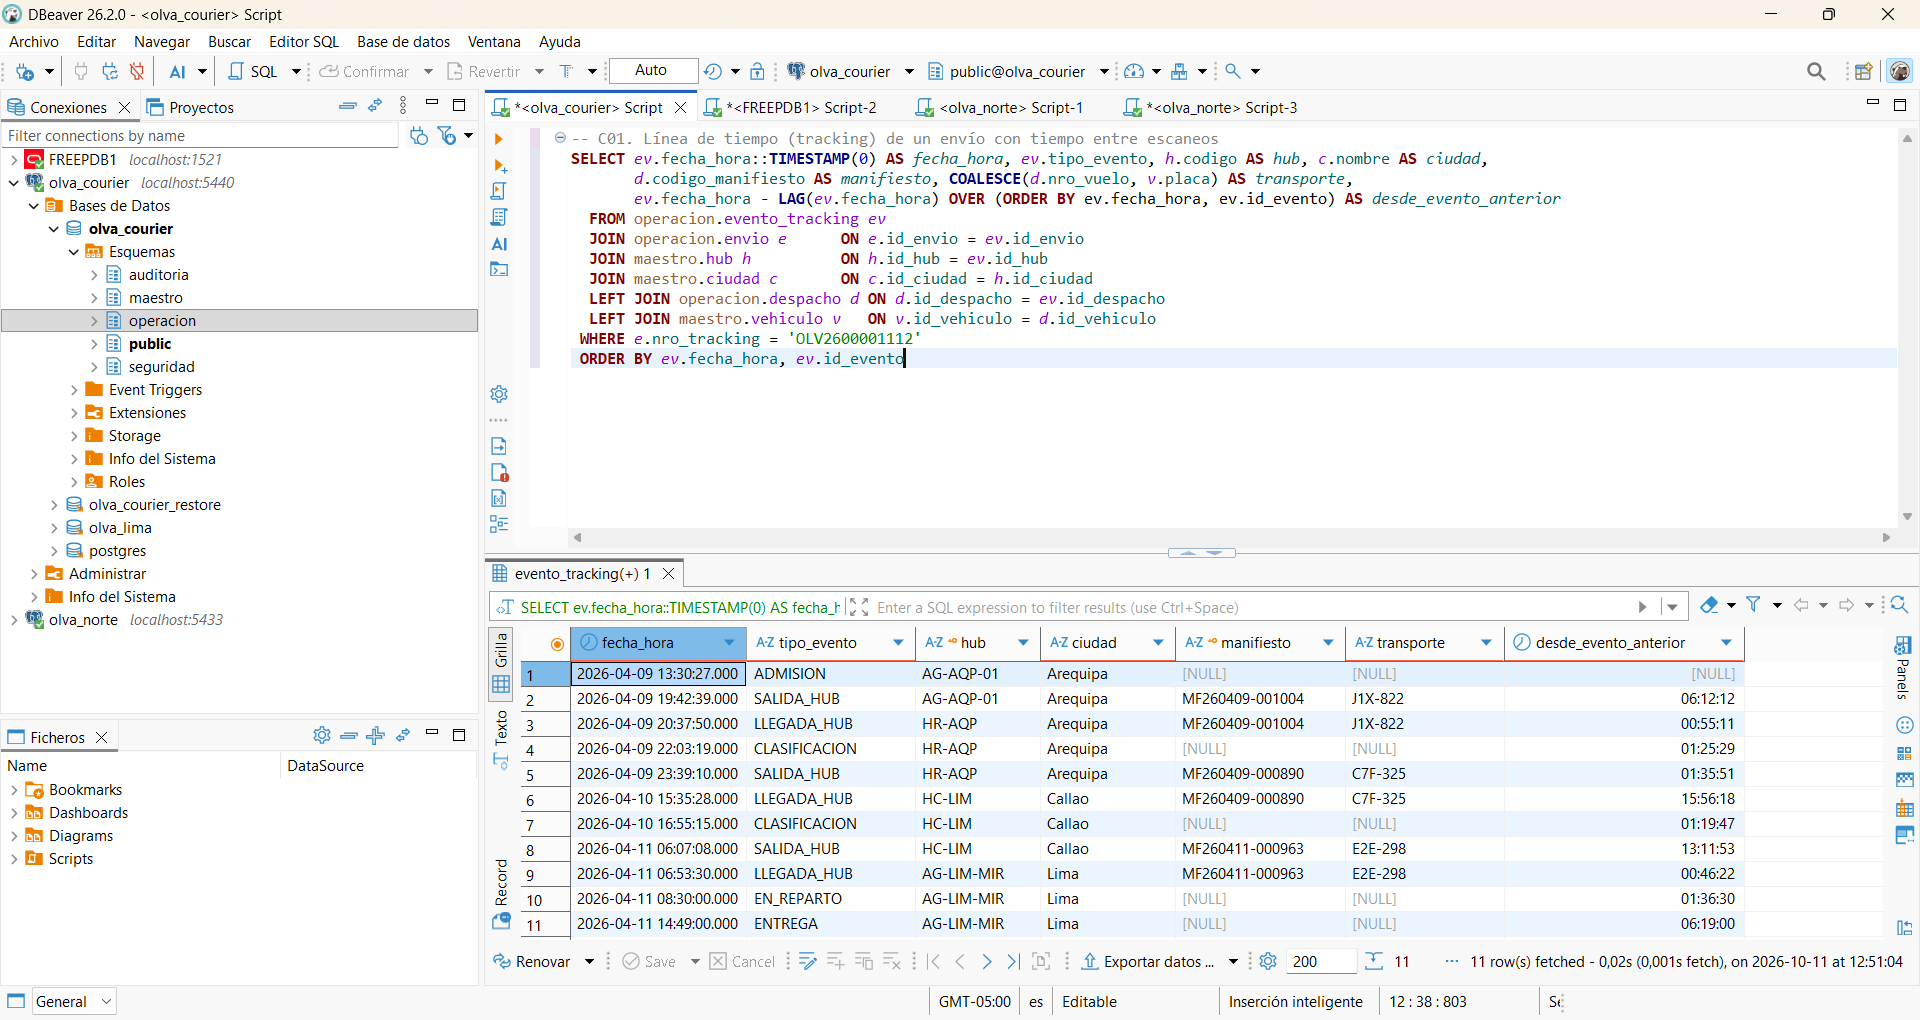 DBeaver 26.2.0 - <olva_courier> Script
Archivo Editar Navegar Buscar Editor SQL Base de datos Ventana Ayuda
AI SQL Confirmar Revertir T Auto olva_courier public@olva_courier
Conexiones Proyectos
Filter connections by name
FREEPDB1 localhost:1521
olva_courier localhost:5440
Bases de Datos
olva_courier
Esquemas
auditoria
maestro
operacion
public
seguridad
Event Triggers
Extensiones
Storage
Info del Sistema
Roles
olva_courier_restore
olva_lima
postgres
Administrar
Info del Sistema
olva_norte localhost:5433
Ficheros
Name DataSource
Bookmarks
Dashboards
Diagrams
Scripts
General
*<olva_courier> Script *<FREEPDB1> Script-2 <olva_norte> Script-1 *<olva_norte> Script-3
AI
-- C01. Línea de tiempo (tracking) de un envío con tiempo entre escaneos
SELECT ev.fecha_hora::TIMESTAMP(0) AS fecha_hora, ev.tipo_evento, h.codigo AS hub, c.nombre AS ciudad,
d.codigo_manifiesto AS manifiesto, COALESCE(d.nro_vuelo, v.placa) AS transporte,
ev.fecha_hora - LAG(ev.fecha_hora) OVER (ORDER BY ev.fecha_hora, ev.id_evento) AS desde_evento_anterior
FROM operacion.evento_tracking ev
JOIN operacion.envio e ON e.id_envio = ev.id_envio
JOIN maestro.hub h ON h.id_hub = ev.id_hub
JOIN maestro.ciudad c ON c.id_ciudad = h.id_ciudad
LEFT JOIN operacion.despacho d ON d.id_despacho = ev.id_despacho
LEFT JOIN maestro.vehiculo v ON v.id_vehiculo = d.id_vehiculo
WHERE e.nro_tracking = 'OLV2600001112'
ORDER BY ev.fecha_hora, ev.id_evento
evento_tracking(+) 1
SELECT ev.fecha_hora::TIMESTAMP(0) AS fecha_h Enter a SQL expression to filter results (use Ctrl+Space)
Grilla
Texto
Record
Panels
fecha_hora A-Z tipo_evento A-Z hub A-Z ciudad A-Z manifiesto A-Z transporte desde_evento_anterior
1 2026-04-09 13:30:27.000 ADMISION AG-AQP-01 Arequipa [NULL] [NULL] [NULL]
2 2026-04-09 19:42:39.000 SALIDA_HUB AG-AQP-01 Arequipa MF260409-001004 J1X-822 06:12:12
3 2026-04-09 20:37:50.000 LLEGADA_HUB HR-AQP Arequipa MF260409-001004 J1X-822 00:55:11
4 2026-04-09 22:03:19.000 CLASIFICACION HR-AQP Arequipa [NULL] [NULL] 01:25:29
5 2026-04-09 23:39:10.000 SALIDA_HUB HR-AQP Arequipa MF260409-000890 C7F-325 01:35:51
6 2026-04-10 15:35:28.000 LLEGADA_HUB HC-LIM Callao MF260409-000890 C7F-325 15:56:18
7 2026-04-10 16:55:15.000 CLASIFICACION HC-LIM Callao [NULL] [NULL] 01:19:47
8 2026-04-11 06:07:08.000 SALIDA_HUB HC-LIM Callao MF260411-000963 E2E-298 13:11:53
9 2026-04-11 06:53:30.000 LLEGADA_HUB AG-LIM-MIR Lima MF260411-000963 E2E-298 00:46:22
10 2026-04-11 08:30:00.000 EN_REPARTO AG-LIM-MIR Lima [NULL] [NULL] 01:36:30
11 2026-04-11 14:49:00.000 ENTREGA AG-LIM-MIR Lima [NULL] [NULL] 06:19:00
Renovar Save Cancel Exportar datos ... 200 11 11 row(s) fetched - 0,02s (0,001s fetch), on 2026-10-11 at 12:51:04
GMT-05:00 es Editable Inserción inteligente 12 : 38 : 803